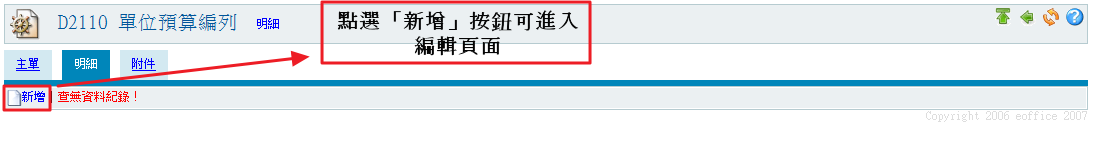 D2110 單位預算編列 明細
點選「新增」按鈕可進入
編輯頁面
主單 明細 附件
新增 查無資料紀錄！
Copyright 2006 eoffice 2007